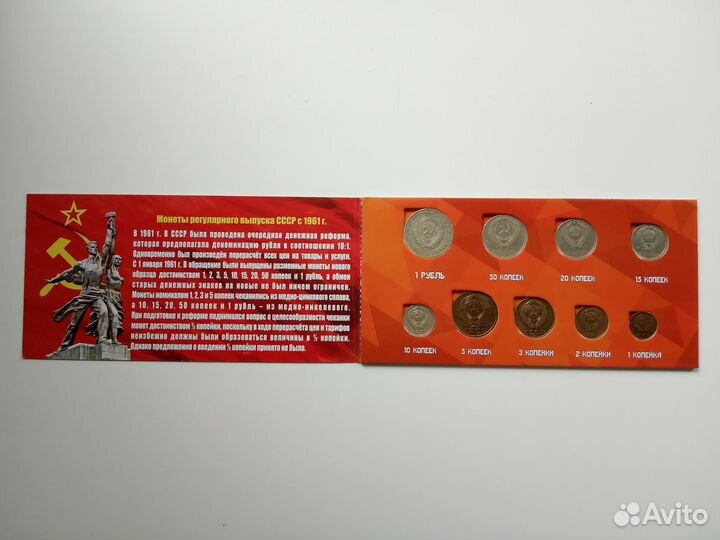 Монеты регулярного выпуска СССР с 1961 г.
В 1961 г. В СССР была проведена очередная денежная реформа,
которая предполагала деноминацию рубля в соотношении 10:1.
Одновременно был произведён перерасчёт всех цен на товары и услуги.
С 1 января 1961 г. В обращение были выпущены разменные монеты нового
образца достоинством 1, 2, 3, 5, 10, 15, 20, 50 копеек и 1 рубль, а обмен
старых денежных знаков на новые не был ничем ограничен.
Монеты номиналом 1, 2, 3 и 5 копеек чеканились из медно-цинкового сплава,
а 10, 15, 20, 50 копеек и 1 рубль - из медно-никелевого.
При подготовке к реформе поднимался вопрос о целесообразности чеканки
монет достоинством ½ копейки, поскольку в ходе перерасчёта цен и тарифов
неизбежно должны были образоваться величины в ½ копейки.
Однако предложения о введении ½ копейки принято не было.
1 РУБЛЬ
50 КОПЕЕК
20 КОПЕЕК
15 КОПЕЕК
10 КОПЕЕК
5 КОПЕЕК
3 КОПЕЙКИ
2 КОПЕЙКИ
1 КОПЕЙКА
Avito